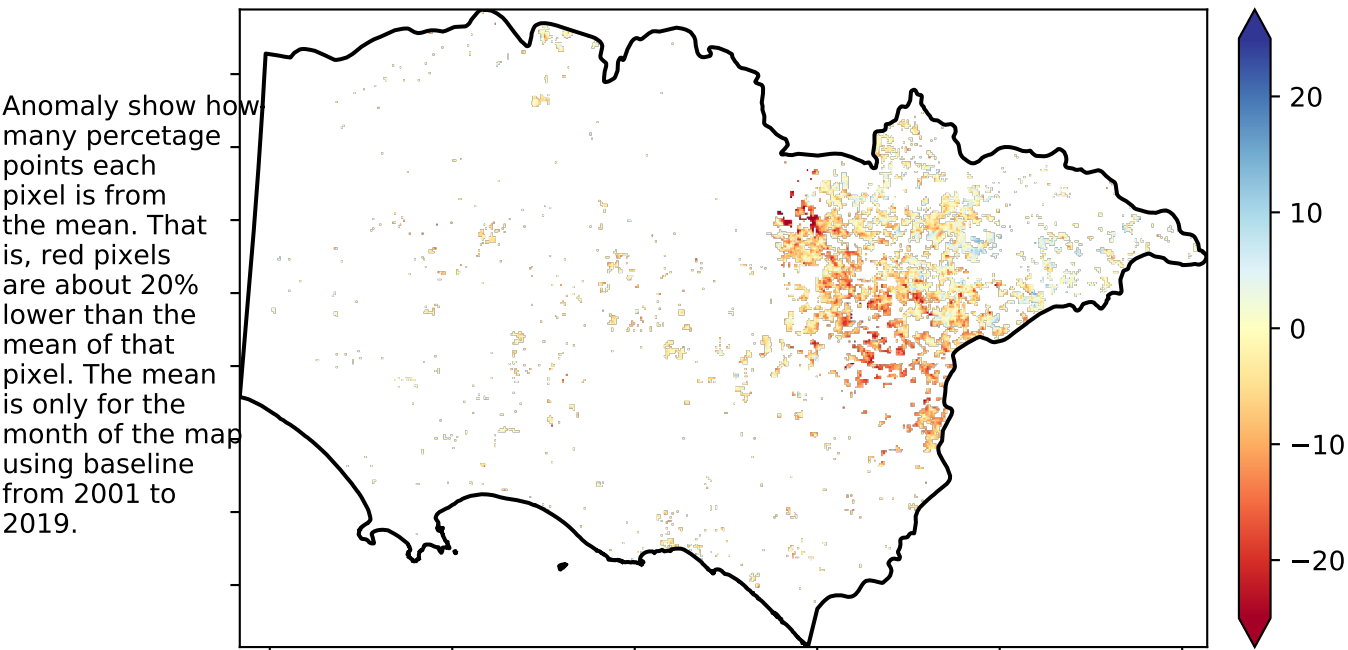 Anomaly show how
many percetage
points each
pixel is from
the mean. That
is, red pixels
are about 20%
lower than the
mean of that
pixel. The mean
is only for the
month of the map
using baseline
from 2001 to
2019.
20
10
0
−10
−20